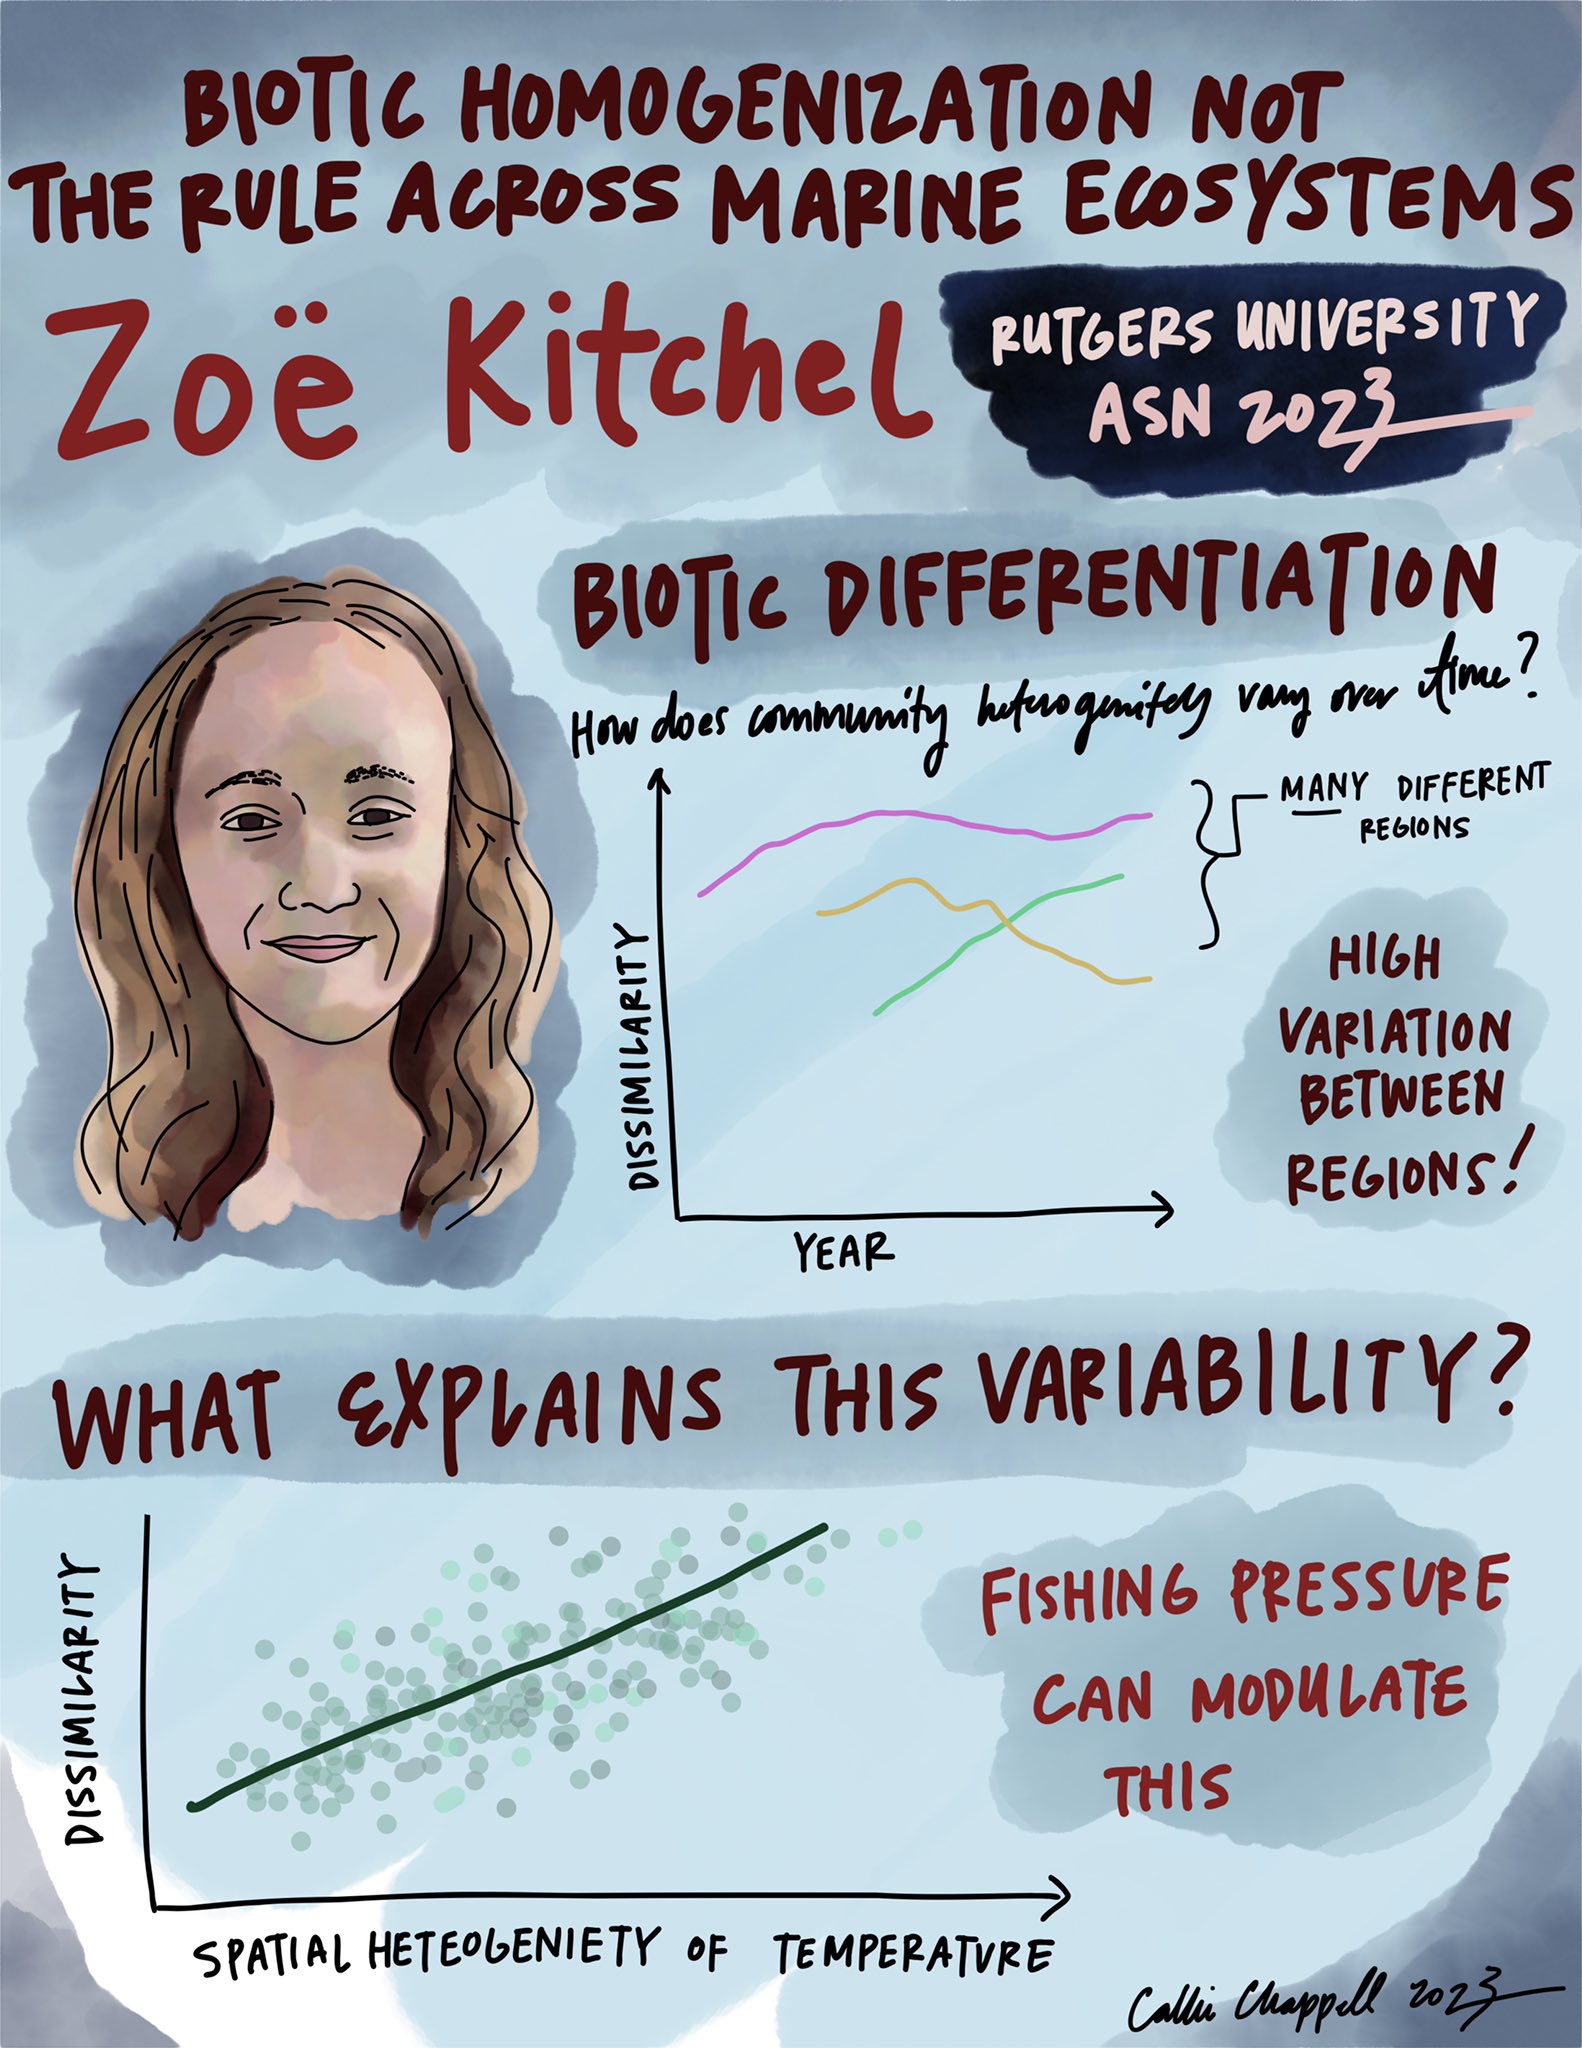 BIOTIC HOMOGENIZATION NOT
THE RULE ACROSS MARINE ECOSYSTEMS
Zoë Kitchel
RUTGERS UNIVERSITY
ASN 2023
BIOTIC DIFFERENTIATION
How does community heterogenitey vary over time?
MANY DIFFERENT
REGIONS
DISSIMILARITY
YEAR
HIGH
VARIATION
BETWEEN
REGIONS!
WHAT EXPLAINS THIS VARIABILITY?
DISSIMILARITY
SPATIAL HETEOGENIETY OF TEMPERATURE
FISHING PRESSURE
CAN MODULATE
THIS
Callie Chappell 2023